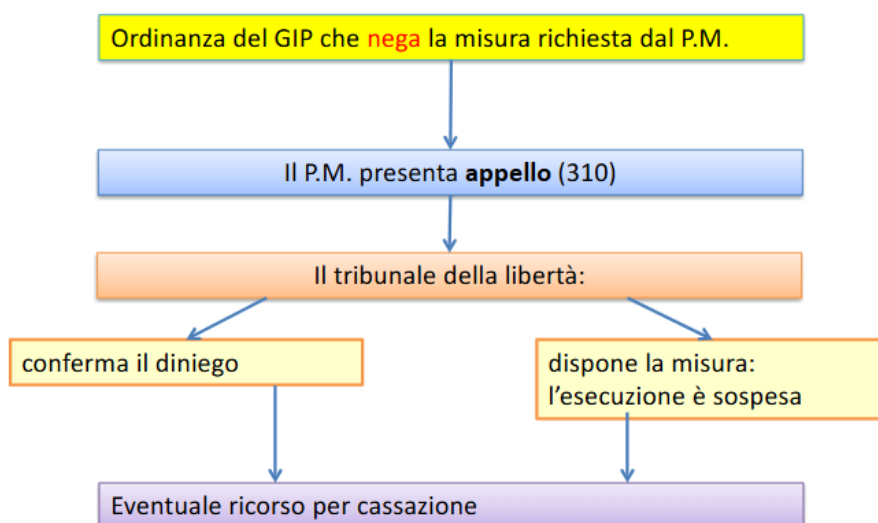 Ordinanza del GIP che nega la misura richiesta dal P.M.
Il P.M. presenta appello (310)
Il tribunale della libertà:
conferma il diniego
dispone la misura:
l'esecuzione è sospesa
Eventuale ricorso per cassazione